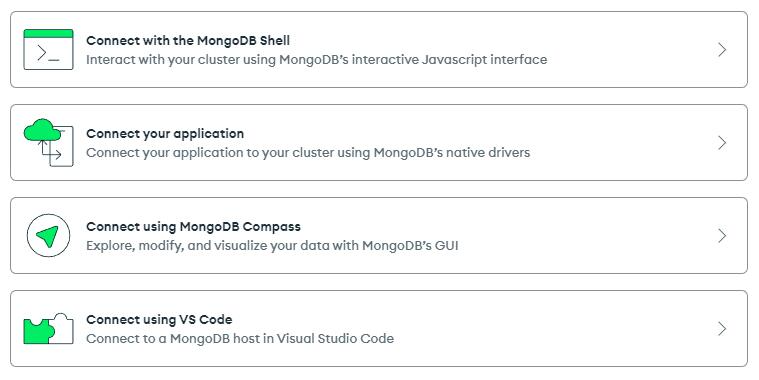 Connect with the MongoDB Shell
Interact with your cluster using MongoDB’s interactive Javascript interface
Connect your application
Connect your application to your cluster using MongoDB’s native drivers
Connect using MongoDB Compass
Explore, modify, and visualize your data with MongoDB’s GUI
Connect using VS Code
Connect to a MongoDB host in Visual Studio Code